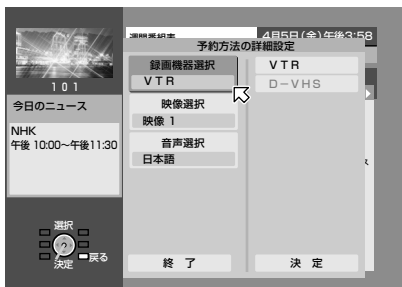 週間番組表
4月5日(金)午後3:58
予約方法の詳細設定
101
録画機器選択
VTR
VTR
D-VHS
今日のニュース
映像選択
映像 1
NHK
午後 10:00~午後11:30
音声選択
日本語
選択
?
戻る
決定
終 了
決 定